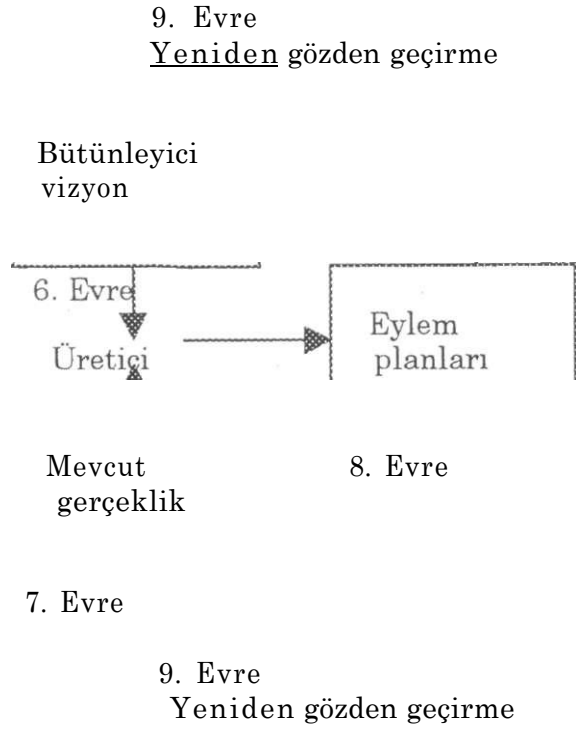 9. Evre
Yeniden gözden geçirme
Bütünleyici
vizyon
6. Evre
Üretici
Eylem
planları
Mevcut
gerçeklik
8. Evre
7. Evre
9. Evre
Yeniden gözden geçirme